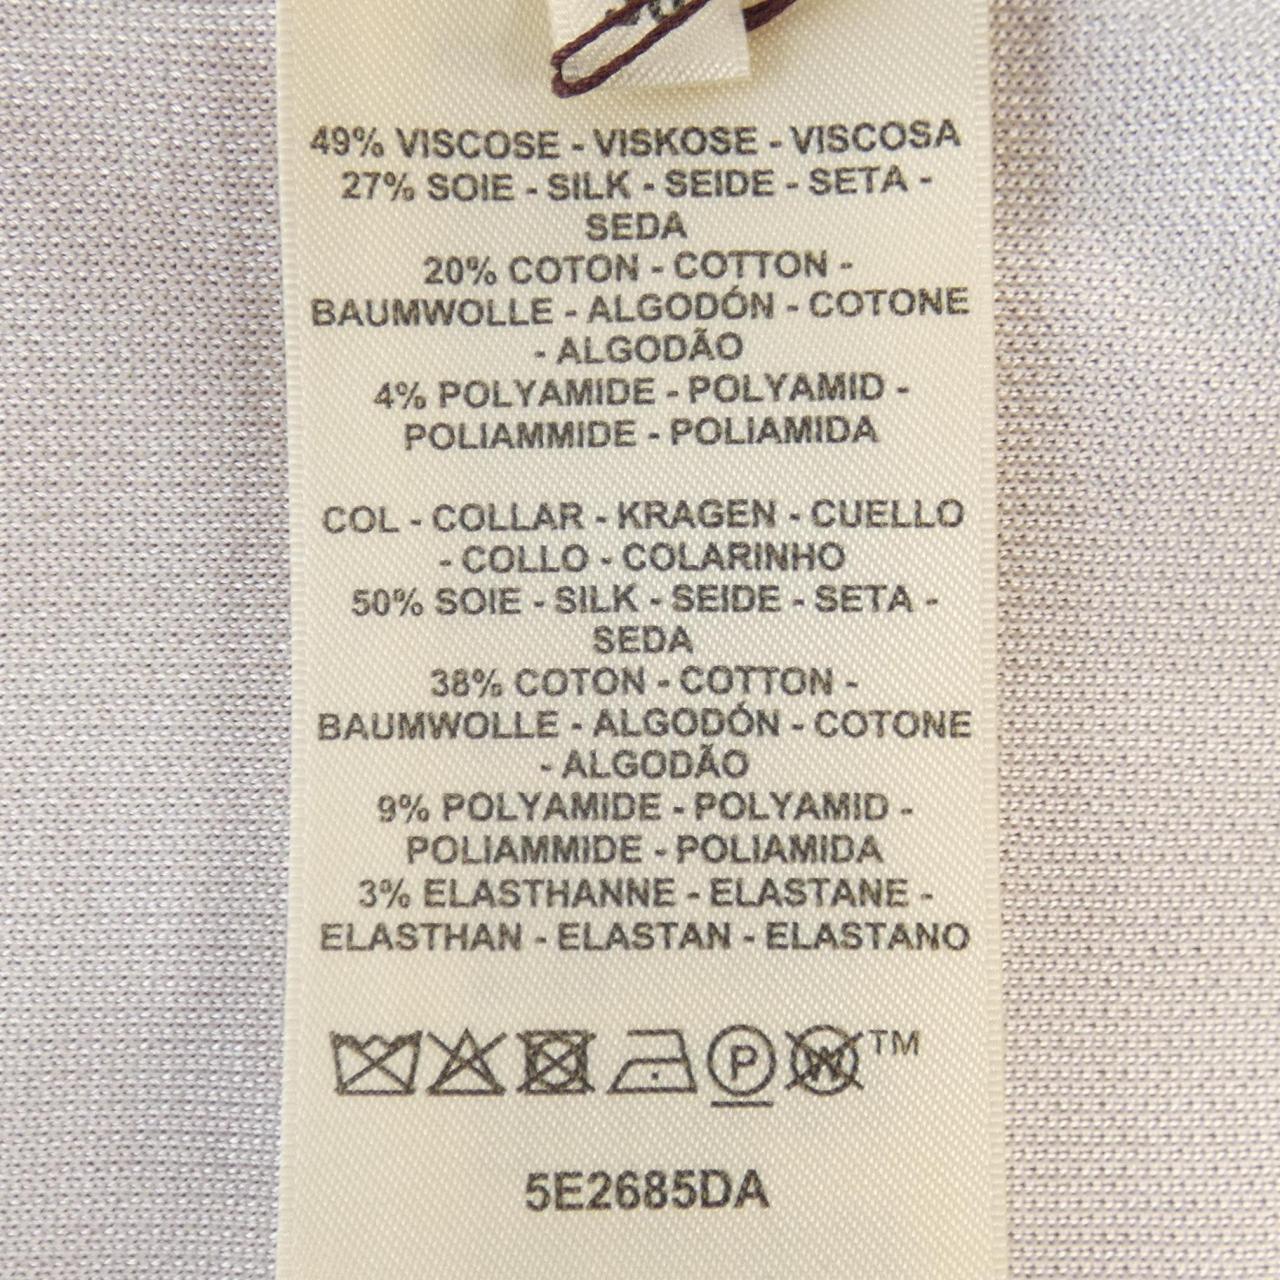 49% VISCOSE - VISKOSE - VISCOSA
27% SOIE - SILK - SEIDE - SETA -
SEDA
20% COTON - COTTON -
BAUMWOLLE - ALGODÓN - COTONE
- ALGODÃO
4% POLYAMIDE - POLYAMID -
POLIAMMIDE - POLIAMIDA
COL - COLLAR - KRAGEN - CUELLO
- COLLO - COLARINHO
50% SOIE - SILK - SEIDE - SETA -
SEDA
38% COTON - COTTON -
BAUMWOLLE - ALGODÓN - COTONE
- ALGODÃO
9% POLYAMIDE - POLYAMID -
POLIAMMIDE - POLIAMIDA
3% ELASTHANNE - ELASTANE -
ELASTHAN - ELASTAN - ELASTANO
P W TM
5E2685DA